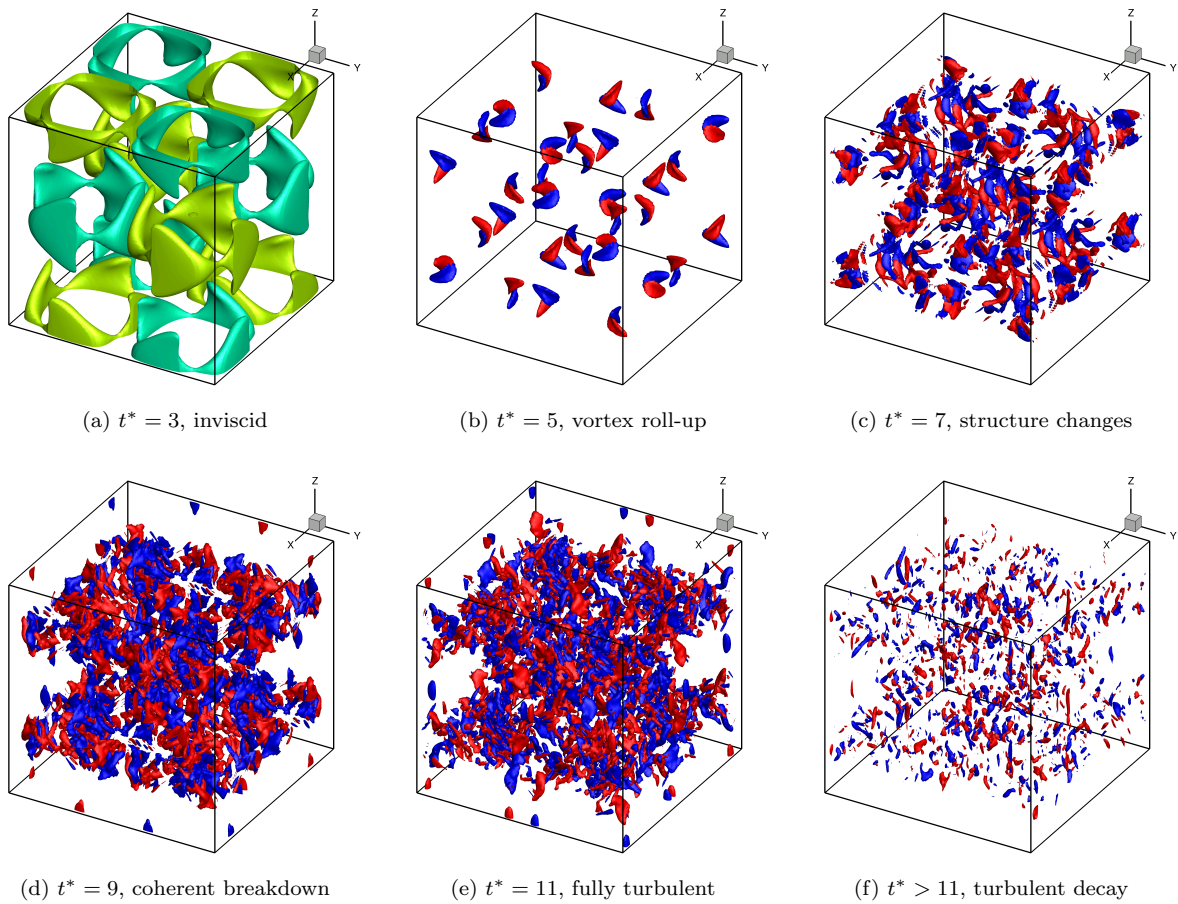 Z
X
Y
Z
X
Y
Z
X
Y
(a) t* = 3, inviscid
(b) t* = 5, vortex roll-up
(c) t* = 7, structure changes
Z
X
Y
Z
X
Y
Z
X
Y
(d) t* = 9, coherent breakdown
(e) t* = 11, fully turbulent
(f) t* > 11, turbulent decay